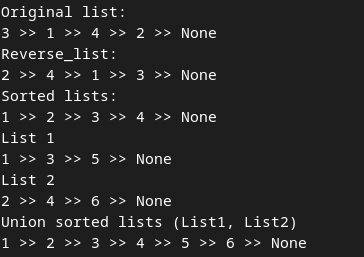 Original list:
3 >> 1 >> 4 >> 2 >> None
Reverse_list:
2 >> 4 >> 1 >> 3 >> None
Sorted lists:
1 >> 2 >> 3 >> 4 >> None
List 1
1 >> 3 >> 5 >> None
List 2
2 >> 4 >> 6 >> None
Union sorted lists (List1, List2)
1 >> 2 >> 3 >> 4 >> 5 >> 6 >> None